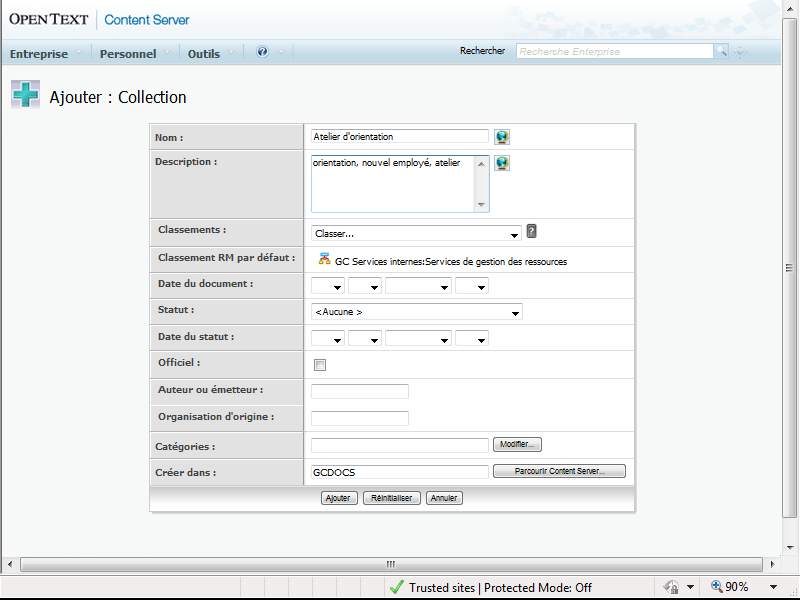 OPENTEXT | Content Server
Entreprise Personnel Outils ? Rechercher Recherche Enterprise
Ajouter : Collection
Nom : Atelier d'orientation
Description : orientation, nouvel employé, atelier
Classements : Classer... ?
Classement RM par défaut : GC Services internes:Services de gestion des ressources
Date du document :
Statut : <Aucune >
Date du statut :
Officiel :
Auteur ou émetteur :
Organisation d'origine :
Catégories : Modifier...
Créer dans : GCDOCS Parcourir Content Server...
Ajouter Réinitialiser Annuler
Trusted sites | Protected Mode: Off 90%